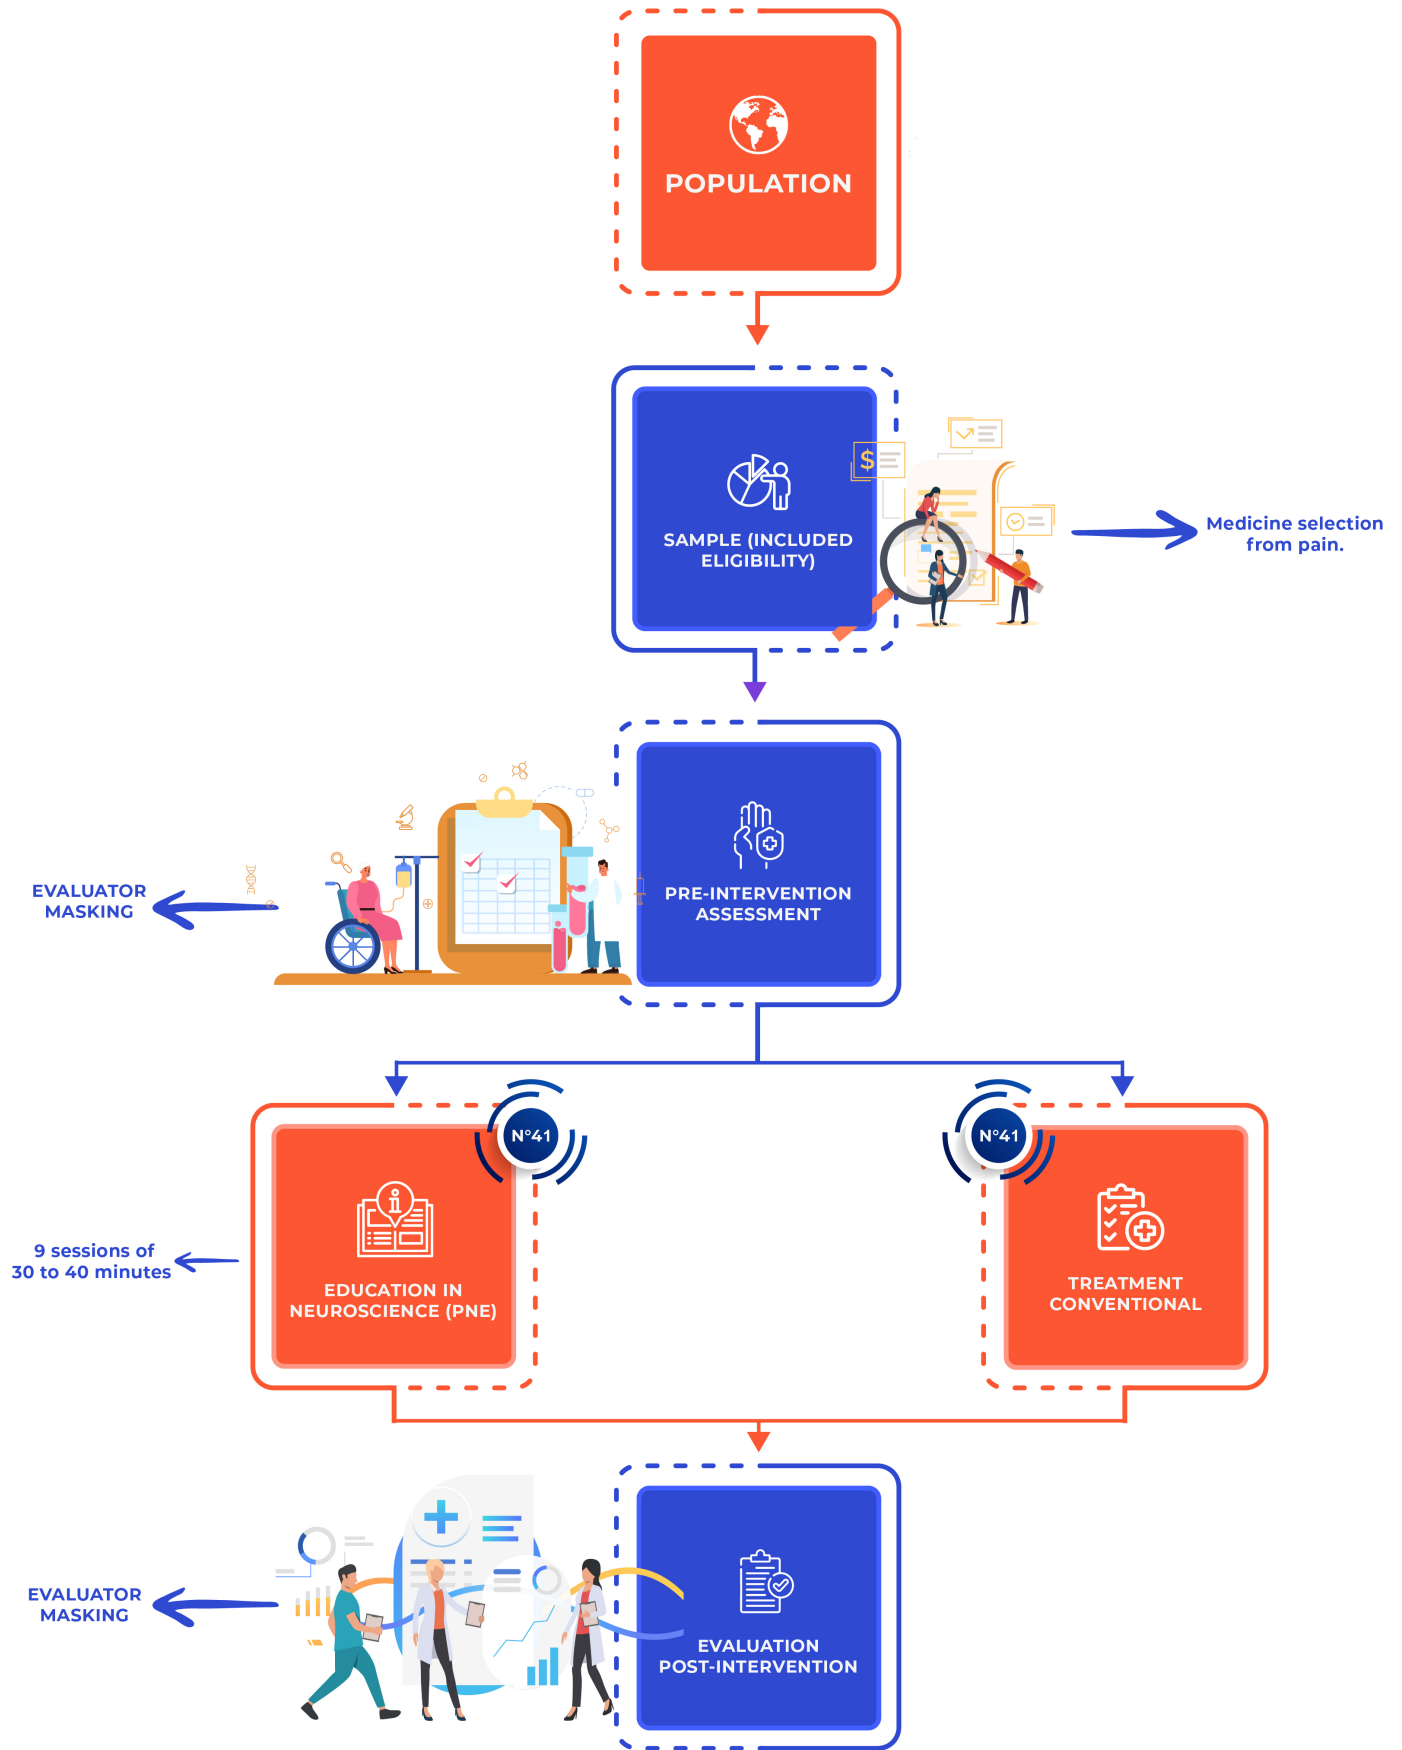 POPULATION
SAMPLE (INCLUDED
ELIGIBILITY)
$
Medicine selection
from pain.
PRE-INTERVENTION
ASSESSMENT
EVALUATOR
MASKING
N°41
N°41
EDUCATION IN
NEUROSCIENCE (PNE)
9 sessions of
30 to 40 minutes
TREATMENT
CONVENTIONAL
EVALUATION
POST-INTERVENTION
EVALUATOR
MASKING